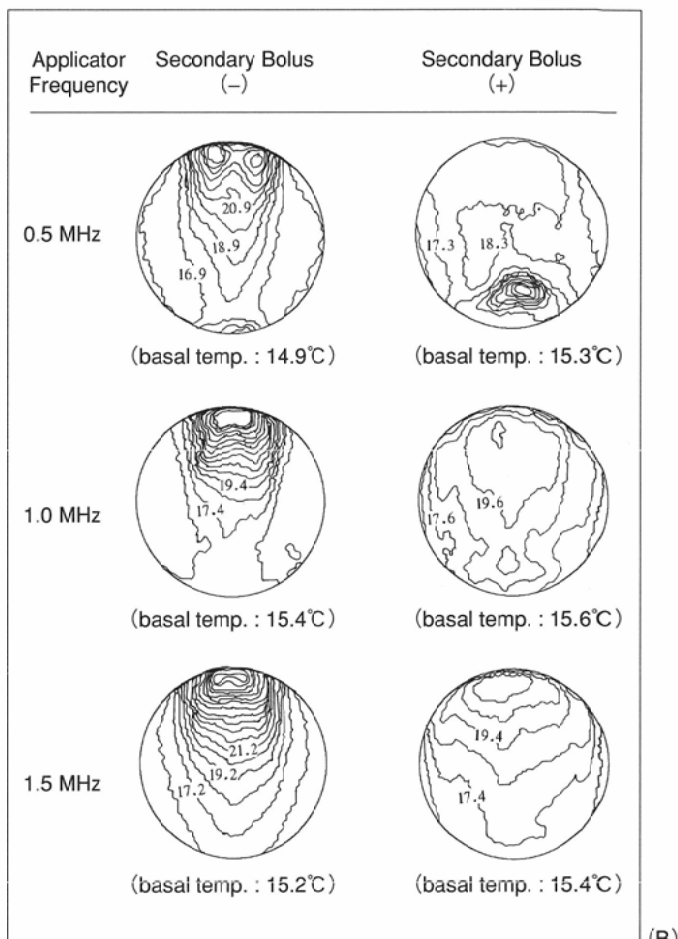 Applicator Frequency
Secondary Bolus (−)
Secondary Bolus (+)
0.5 MHz
20.9
18.9
16.9
17.3
18.3
(basal temp. : 14.9℃)
(basal temp. : 15.3℃)
1.0 MHz
19.4
17.4
19.6
17.6
(basal temp. : 15.4℃)
(basal temp. : 15.6℃)
1.5 MHz
21.2
19.2
17.2
19.4
17.4
(basal temp. : 15.2℃)
(basal temp. : 15.4℃)
(B)